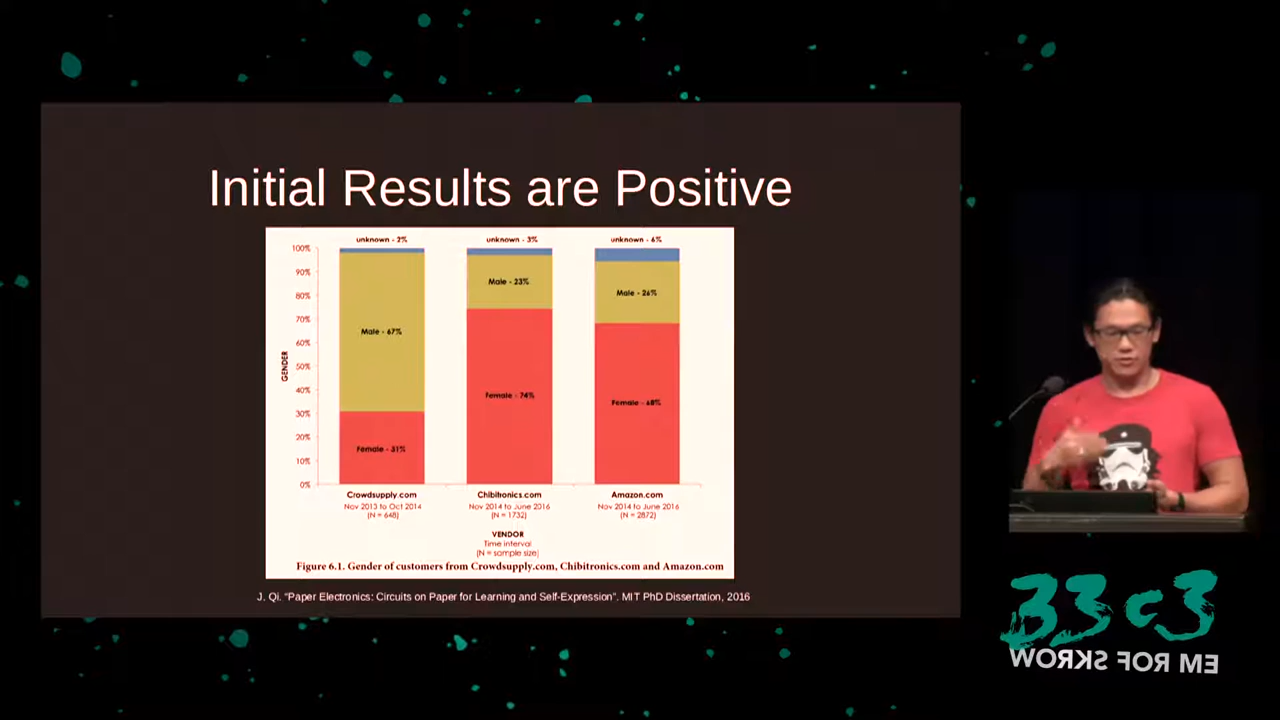 Initial Results are Positive
unknown - 2%
unknown - 3%
unknown - 6%
100%
90%
80%
70%
60%
50%
40%
30%
20%
10%
0%
GENDER
Male - 67%
Female - 31%
Male - 23%
Female - 74%
Male - 26%
Female - 68%
Crowdsupply.com
Nov 2013 to Oct 2014
(N = 648)
Chibitronics.com
Nov 2014 to June 2016
(N = 1732)
Amazon.com
Nov 2014 to June 2016
(N = 2872)
VENDOR
Time interval
(N = sample size)
Figure 6.1. Gender of customers from Crowdsupply.com, Chibitronics.com and Amazon.com
J. Qi. "Paper Electronics: Circuits on Paper for Learning and Self-Expression". MIT PhD Dissertation, 2016
33c3
WORKS FOR ME